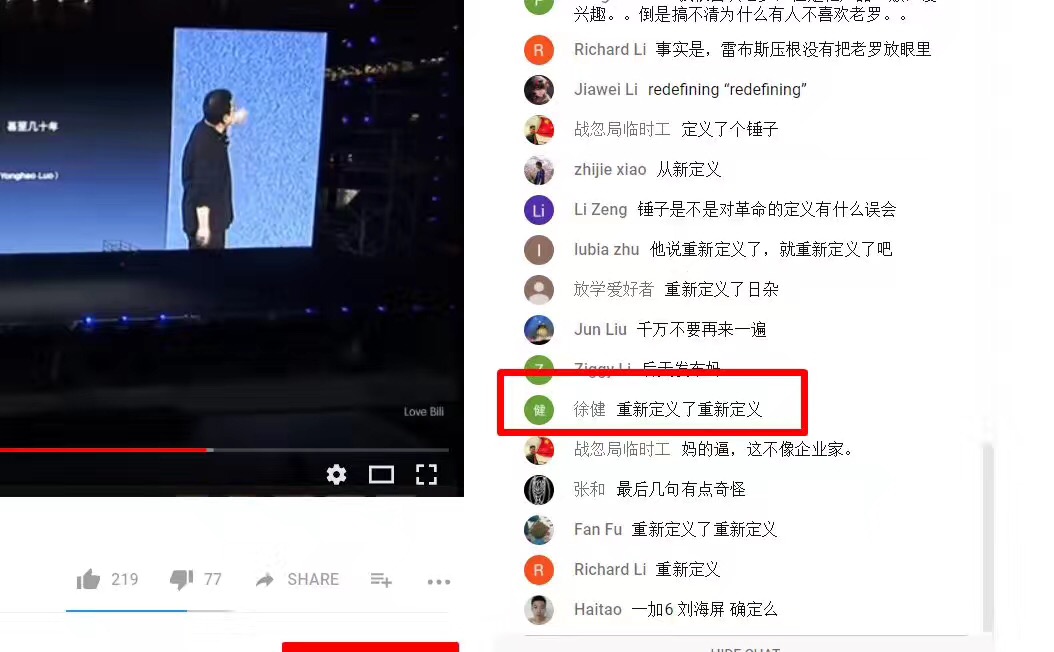 兴趣。。倒是搞不清为什么有人不喜欢老罗。。
R Richard Li 事实是，雷布斯压根没有把老罗放眼里
Jiawei Li redefining “redefining”
战忽局临时工 定义了个锤子
zhijie xiao 从新定义
Li Li Zeng 锤子是不是对革命的定义有什么误会
l lubia zhu 他说重新定义了，就重新定义了吧
放学爱好者 重新定义了日杂
Jun Liu 千万不要再来一遍
Z Ziggy Li
健 徐健 重新定义了重新定义
战忽局临时工 妈的逼，这不像企业家。
张和 最后几句有点奇怪
Fan Fu 重新定义了重新定义
R Richard Li 重新定义
Haitao 一加6 刘海屏 确定么
HIDE CHAT
甚至几十年
Yonghao Luo）
Love Bili
219 77 SHARE